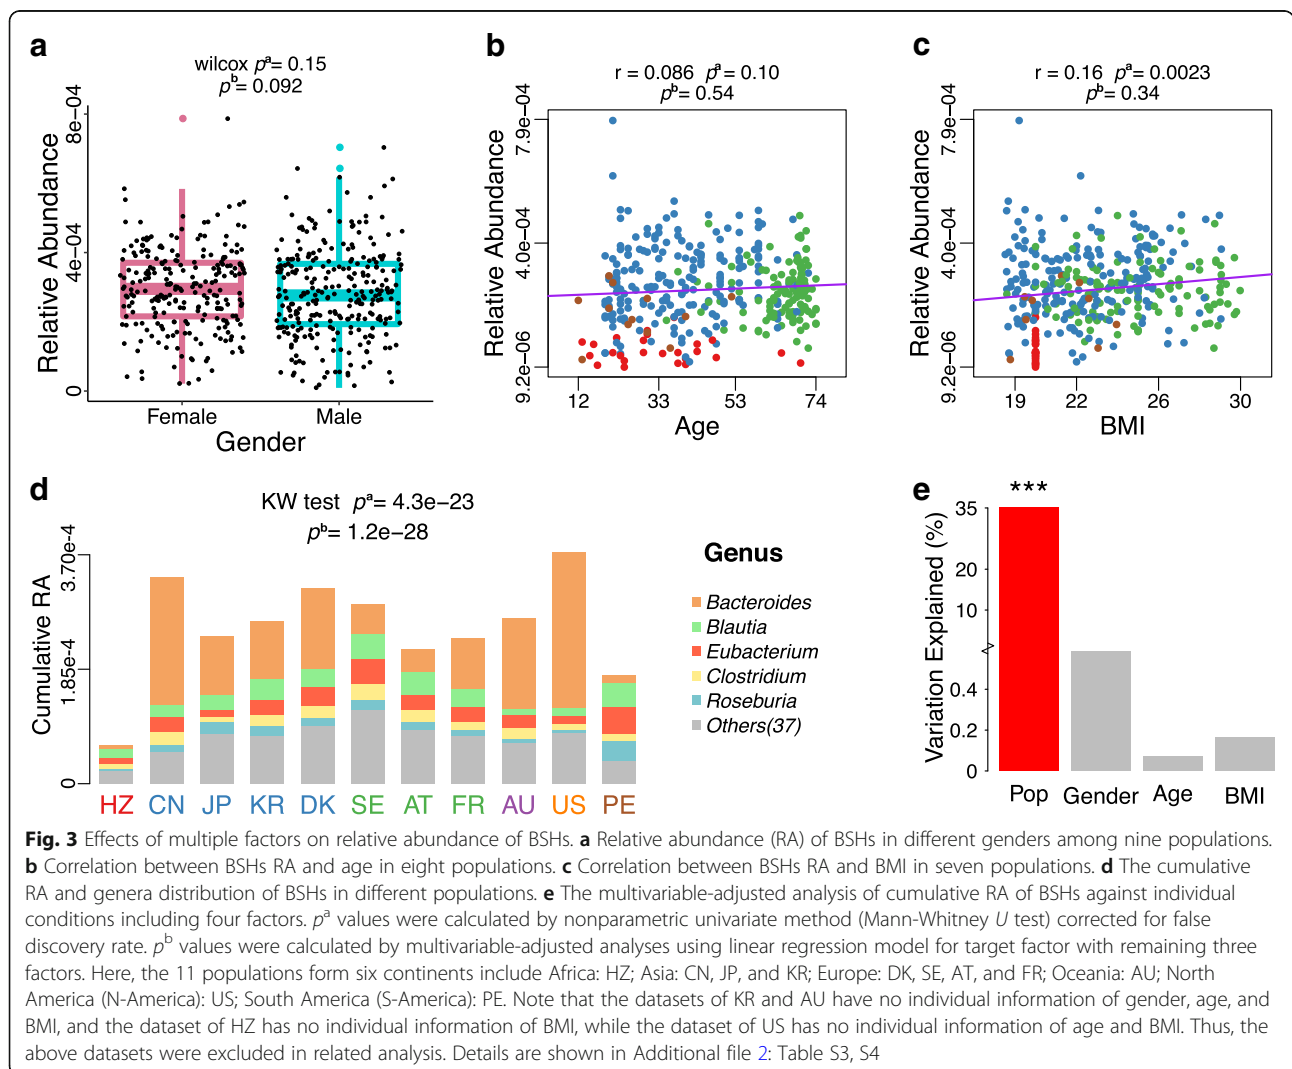 a
wilcox pᵃ= 0.15
pᵇ= 0.092
Relative Abundance
0
4e−04
8e−04
Female
Male
Gender
b
r = 0.086 pᵃ= 0.10
pᵇ= 0.54
Relative Abundance
9.2e−06
4.0e−04
7.9e−04
12
33
53
74
Age
c
r = 0.16 pᵃ= 0.0023
pᵇ= 0.34
Relative Abundance
9.2e−06
4.0e−04
7.9e−04
19
22
26
30
BMI
d
KW test pᵃ= 4.3e−23
pᵇ= 1.2e−28
Cumulative RA
0
1.85e-4
3.70e-4
HZ
CN
JP
KR
DK
SE
AT
FR
AU
US
PE
Genus
Bacteroides
Blautia
Eubacterium
Clostridium
Roseburia
Others(37)
e
***
Variation Explained (%)
35
20
10
0.4
0.2
0
Pop
Gender
Age
BMI
Fig. 3 Effects of multiple factors on relative abundance of BSHs. a Relative abundance (RA) of BSHs in different genders among nine populations.
b Correlation between BSHs RA and age in eight populations. c Correlation between BSHs RA and BMI in seven populations. d The cumulative
RA and genera distribution of BSHs in different populations. e The multivariable-adjusted analysis of cumulative RA of BSHs against individual
conditions including four factors. pᵃ values were calculated by nonparametric univariate method (Mann-Whitney U test) corrected for false
discovery rate. pᵇ values were calculated by multivariable-adjusted analyses using linear regression model for target factor with remaining three
factors. Here, the 11 populations form six continents include Africa: HZ; Asia: CN, JP, and KR; Europe: DK, SE, AT, and FR; Oceania: AU; North
America (N-America): US; South America (S-America): PE. Note that the datasets of KR and AU have no individual information of gender, age, and
BMI, and the dataset of HZ has no individual information of BMI, while the dataset of US has no individual information of age and BMI. Thus, the
above datasets were excluded in related analysis. Details are shown in Additional file 2: Table S3, S4